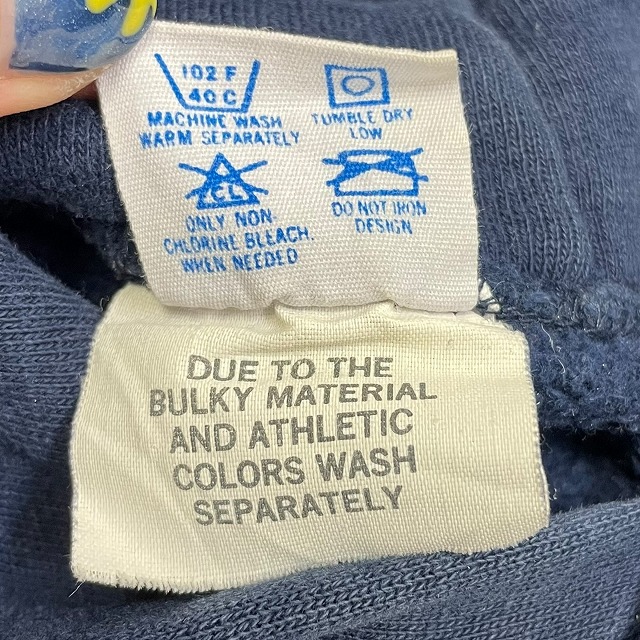 102 F
40 C
MACHINE WASH
WARM SEPARATELY
TUMBLE DRY
LOW
CL
ONLY NON-
CHLORINE BLEACH.
WHEN NEEDED
DO NOT IRON
DESIGN
DUE TO THE
BULKY MATERIAL
AND ATHLETIC
COLORS WASH
SEPARATELY